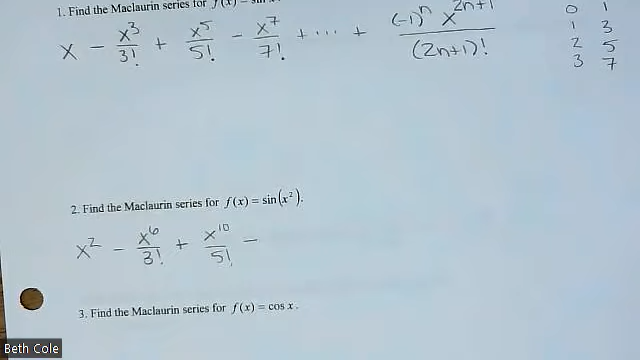 1. Find the Maclaurin series for f(x) = sin
x - x³/3! + x⁵/5! - x⁷/7! + ··· + (-1)ⁿ x²ⁿ⁺¹/(2n+1)!
0 1
1 3
2 5
3 7
2. Find the Maclaurin series for f(x) = sin(x²).
x² - x⁶/3! + x¹⁰/5! -
3. Find the Maclaurin series for f(x) = cos x.
Beth Cole